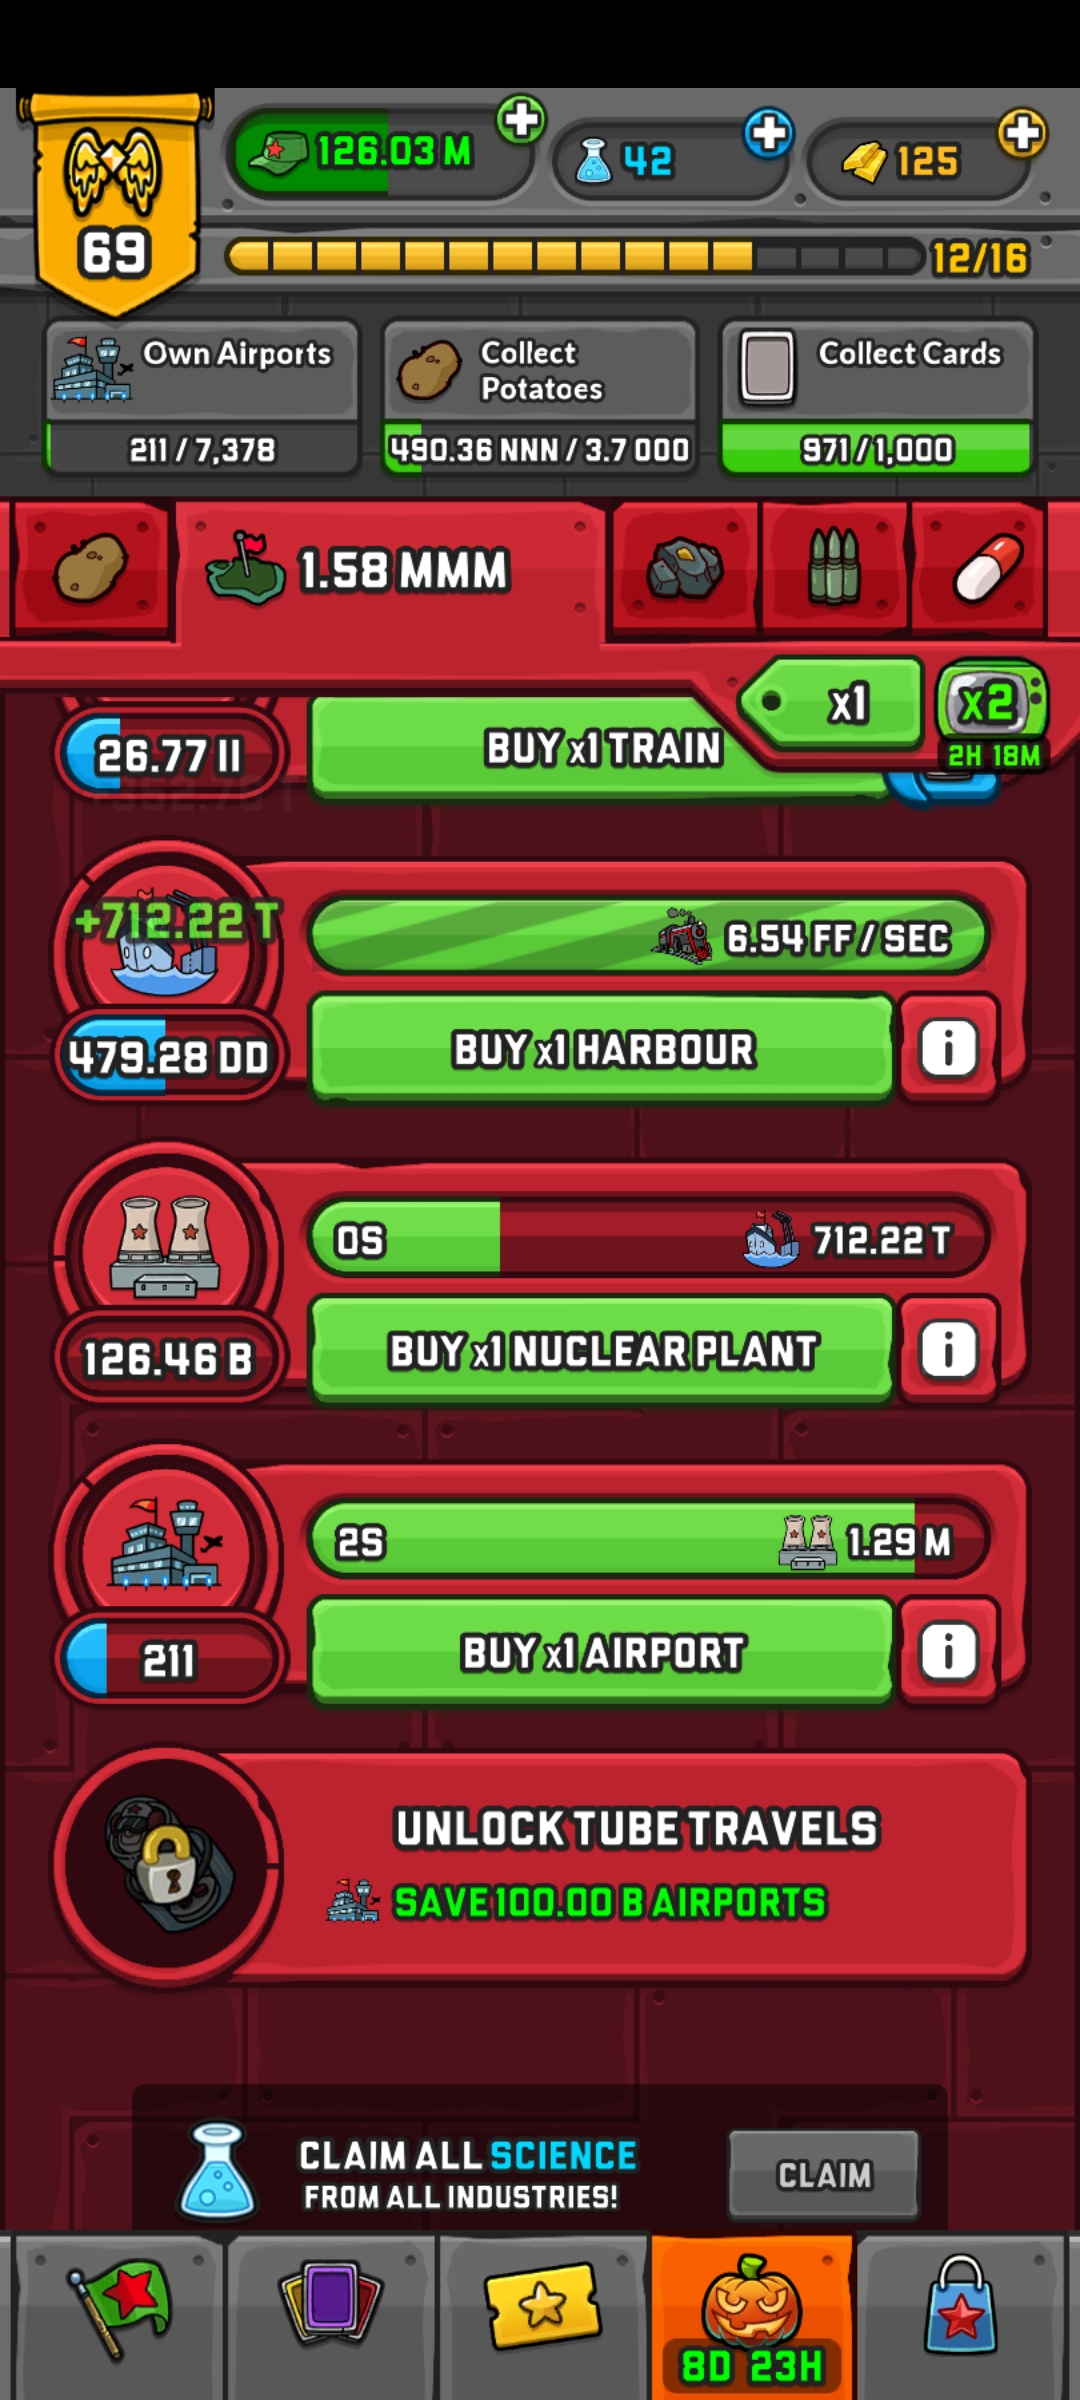 126.03 M
42
125
69
12/16
Own Airports
211 / 7,378
Collect
Potatoes
490.36 NNN / 3.7 000
Collect Cards
971 / 1,000
1.58 MMM
x1
x2
2H 18M
26.77 II
BUY x1 TRAIN
+712.22 T
6.54 FF / SEC
479.28 DD
BUY x1 HARBOUR
i
0S
712.22 T
126.46 B
BUY x1 NUCLEAR PLANT
i
2S
1.29 M
211
BUY x1 AIRPORT
i
UNLOCK TUBE TRAVELS
SAVE 100.00 B AIRPORTS
CLAIM ALL SCIENCE
FROM ALL INDUSTRIES!
CLAIM
8D 23H